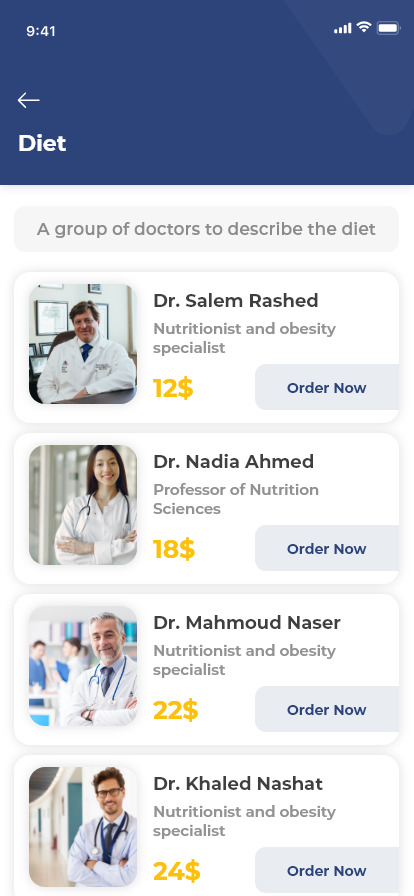 9:41
Diet
A group of doctors to describe the diet
Dr. Salem Rashed
Nutritionist and obesity
specialist
12$
Order Now
Dr. Nadia Ahmed
Professor of Nutrition
Sciences
18$
Order Now
Dr. Mahmoud Naser
Nutritionist and obesity
specialist
22$
Order Now
Dr. Khaled Nashat
Nutritionist and obesity
specialist
24$
Order Now